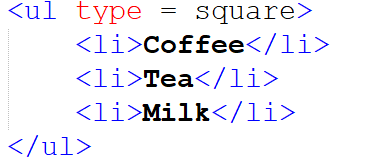 <ul type = square>
    <li>Coffee</li>
    <li>Tea</li>
    <li>Milk</li>
</ul>